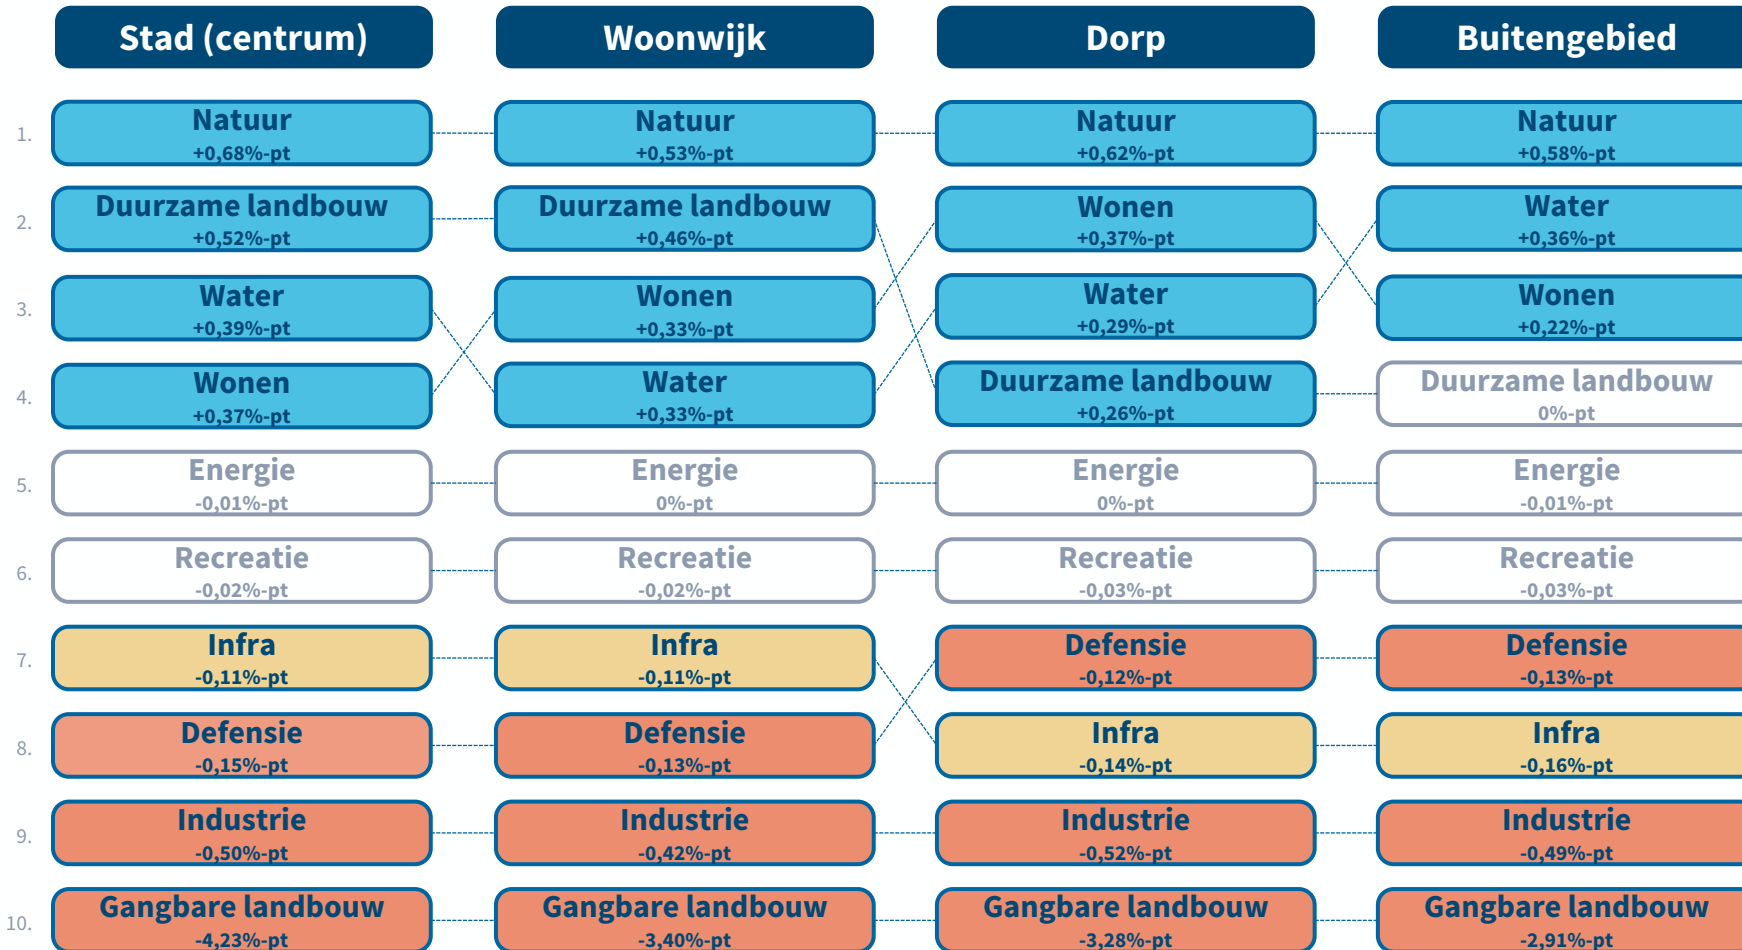 Stad (centrum) Woonwijk Dorp Buitengebied
1. Natuur Natuur Natuur Natuur
+0,68%-pt +0,53%-pt +0,62%-pt +0,58%-pt
2. Duurzame landbouw Duurzame landbouw Wonen Water
+0,52%-pt +0,46%-pt +0,37%-pt +0,36%-pt
3. Water Wonen Water Wonen
+0,39%-pt +0,33%-pt +0,29%-pt +0,22%-pt
4. Wonen Water Duurzame landbouw Duurzame landbouw
+0,37%-pt +0,33%-pt +0,26%-pt 0%-pt
5. Energie Energie Energie Energie
-0,01%-pt 0%-pt 0%-pt -0,01%-pt
6. Recreatie Recreatie Recreatie Recreatie
-0,02%-pt -0,02%-pt -0,03%-pt -0,03%-pt
7. Infra Infra Defensie Defensie
-0,11%-pt -0,11%-pt -0,12%-pt -0,13%-pt
8. Defensie Defensie Infra Infra
-0,15%-pt -0,13%-pt -0,14%-pt -0,16%-pt
9. Industrie Industrie Industrie Industrie
-0,50%-pt -0,42%-pt -0,52%-pt -0,49%-pt
10. Gangbare landbouw Gangbare landbouw Gangbare landbouw Gangbare landbouw
-4,23%-pt -3,40%-pt -3,28%-pt -2,91%-pt